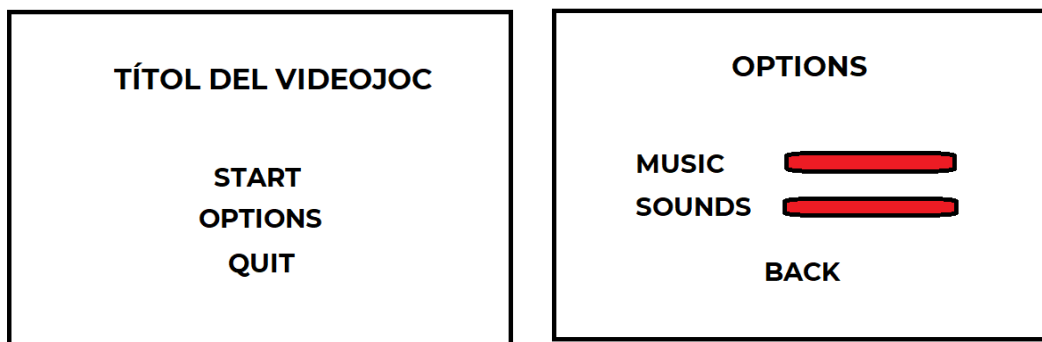 TÍTOL DEL VIDEOJOC
START
OPTIONS
QUIT
OPTIONS
MUSIC
SOUNDS
BACK